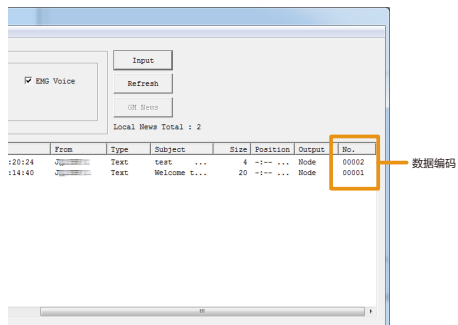 Input
EMG Voice
Refresh
GM News
Local News Total : 2
From Type Subject Size Position Output No.
:20:24 Text test ... 4 -:-- ... Node 00002
:14:40 Text Welcome t... 20 -:-- ... Node 00001
数据编码